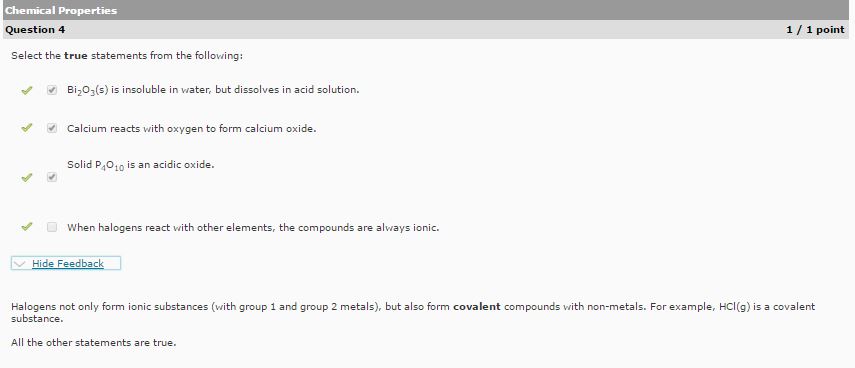 Chemical Properties
Question 4 1 / 1 point
Select the true statements from the following:
Bi₂O₃(s) is insoluble in water, but dissolves in acid solution.
Calcium reacts with oxygen to form calcium oxide.
Solid P₄O₁₀ is an acidic oxide.
When halogens react with other elements, the compounds are always ionic.
Hide Feedback
Halogens not only form ionic substances (with group 1 and group 2 metals), but also form covalent compounds with non-metals. For example, HCl(g) is a covalent
substance.
All the other statements are true.